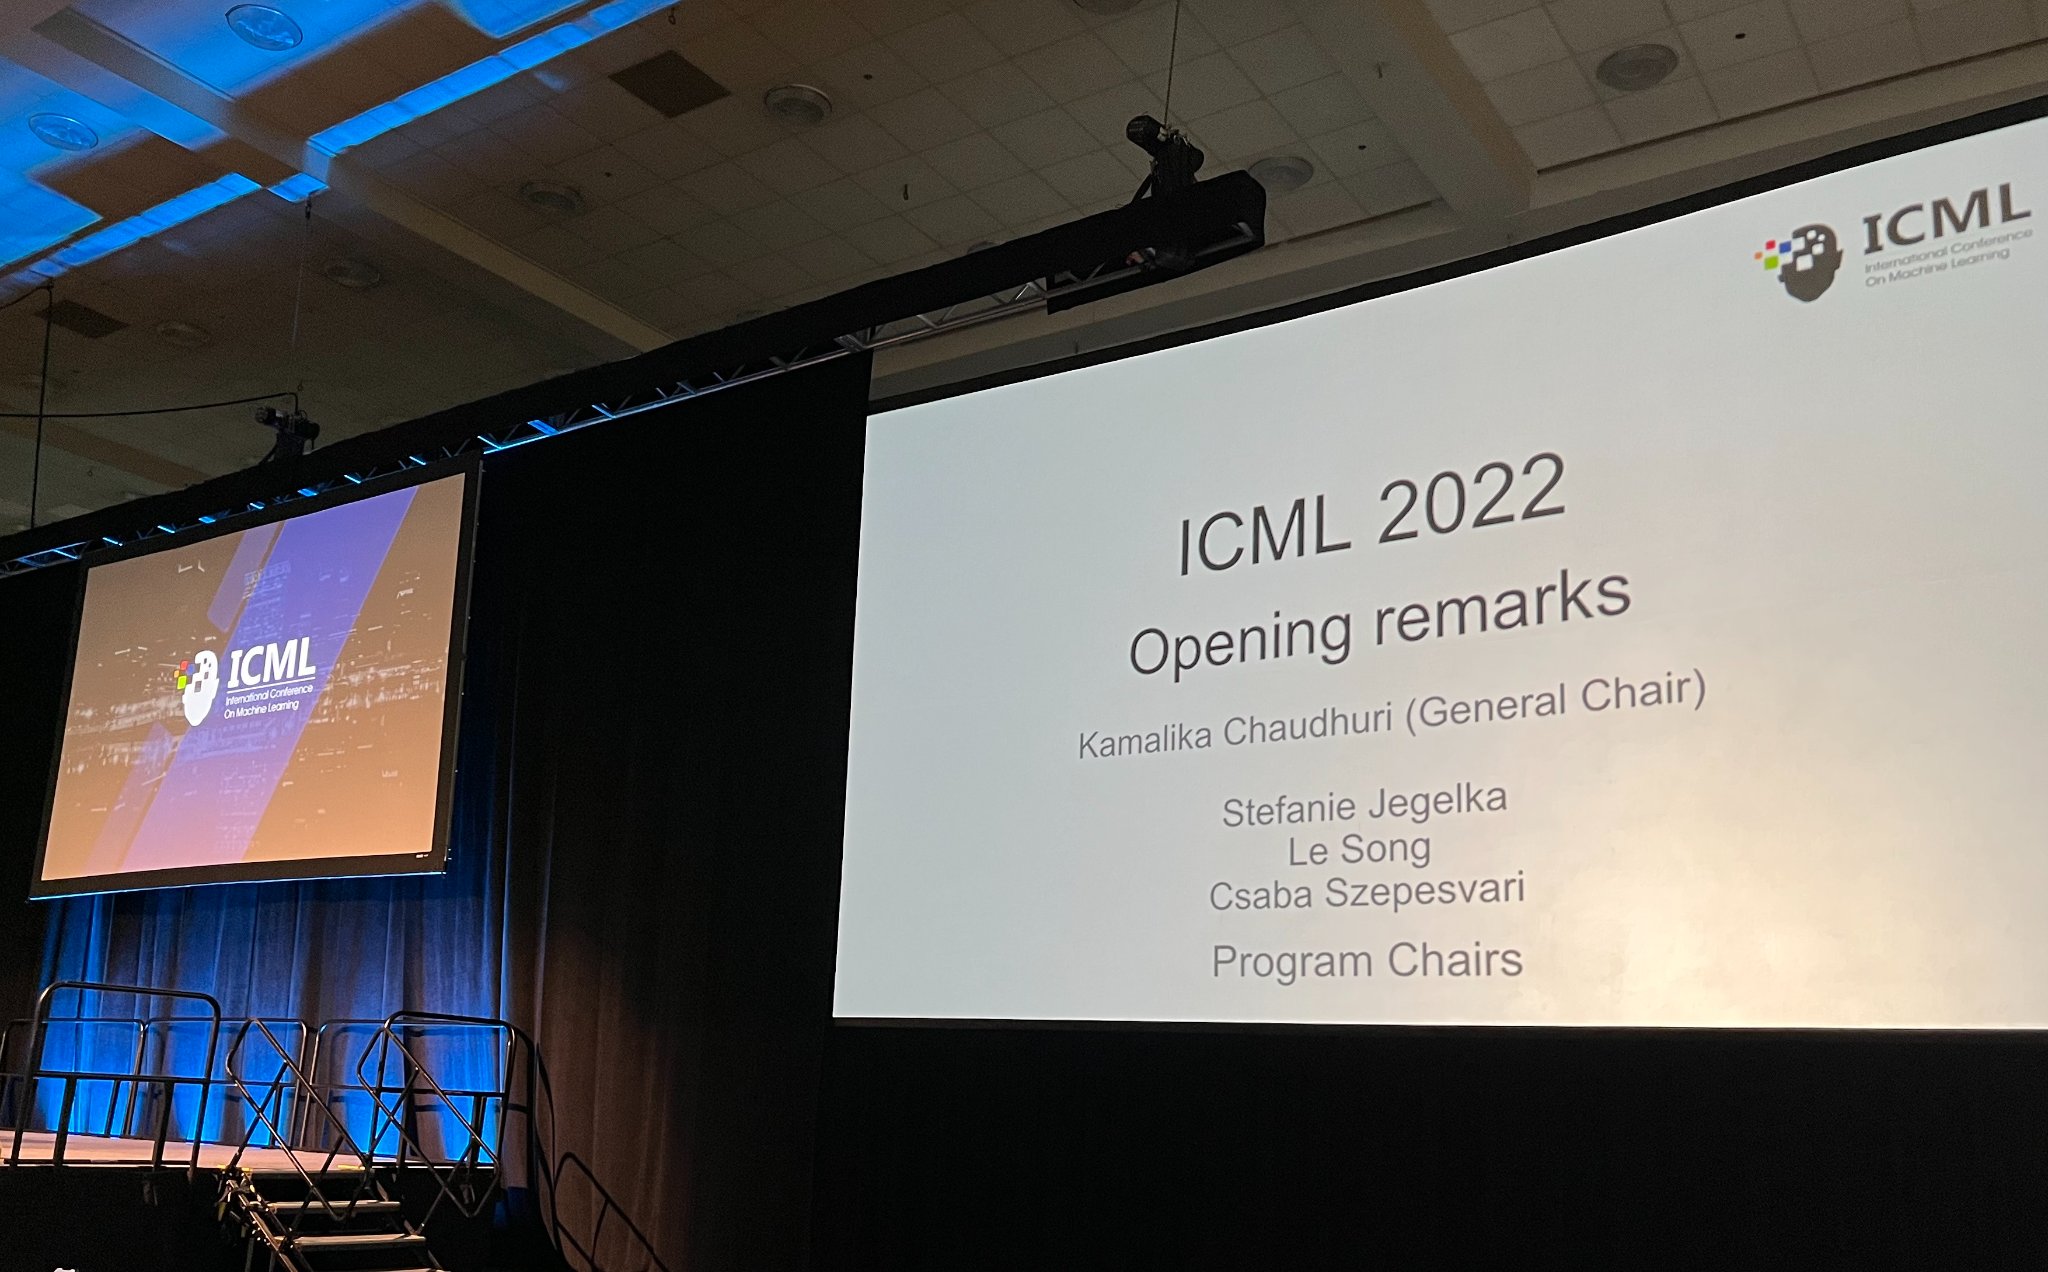 ICML
International Conference
On Machine Learning
ICML
International Conference
On Machine Learning
ICML 2022
Opening remarks
Kamalika Chaudhuri (General Chair)
Stefanie Jegelka
Le Song
Csaba Szepesvari
Program Chairs